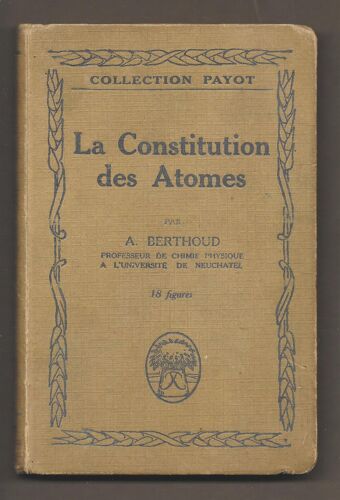 COLLECTION PAYOT
La Constitution
des Atomes
PAR
A. BERTHOUD
PROFESSEUR DE CHIMIE PHYSIQUE
A L'UNIVERSITÉ DE NEUCHATEL
18 figures